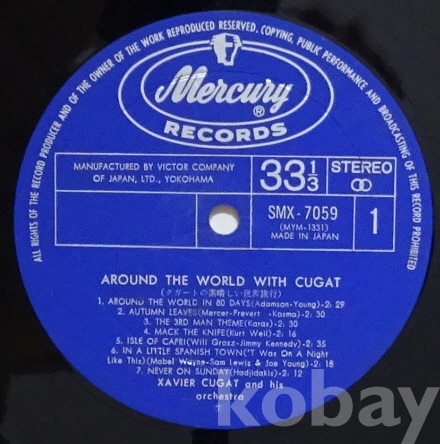 ALL RIGHTS OF THE RECORD PRODUCER AND OF THE OWNER OF THE WORK REPRODUCED RESERVED. COPYING, PUBLIC PERFORMANCE AND BROADCASTING OF THIS RECORD PROHIBITED
Mercury ®
RECORDS
MANUFACTURED BY VICTOR COMPANY
OF JAPAN, LTD., YOKOHAMA
33 1/3
STEREO
SMX-7059
(MYM-1331)
MADE IN JAPAN
1
AROUND THE WORLD WITH CUGAT
(クガートの素晴しい世界旅行)
1. AROUND THE WORLD IN 80 DAYS(Adamson-Young)-2: 29
2. AUTUMN LEAVES(Mercer-Prevert -Kosma)-2: 30
3. THE 3RD MAN THEME(Karas)-2: 30
4. MACK THE KNIFE(Kurt Weil)-2: 16
5. ISLE OF CAPRI(Will Grosz-Jimmy Kennedy)-2: 35
6. IN A LITTLE SPANISH TOWN('T Was On A Night
Like This)(Mabel Wayne-Sam Lewis & Joe Young)-2: 18
7. NEVER ON SUNDAY(Hadjidakis)-2: 12
XAVIER CUGAT and his
orchestra
kobay